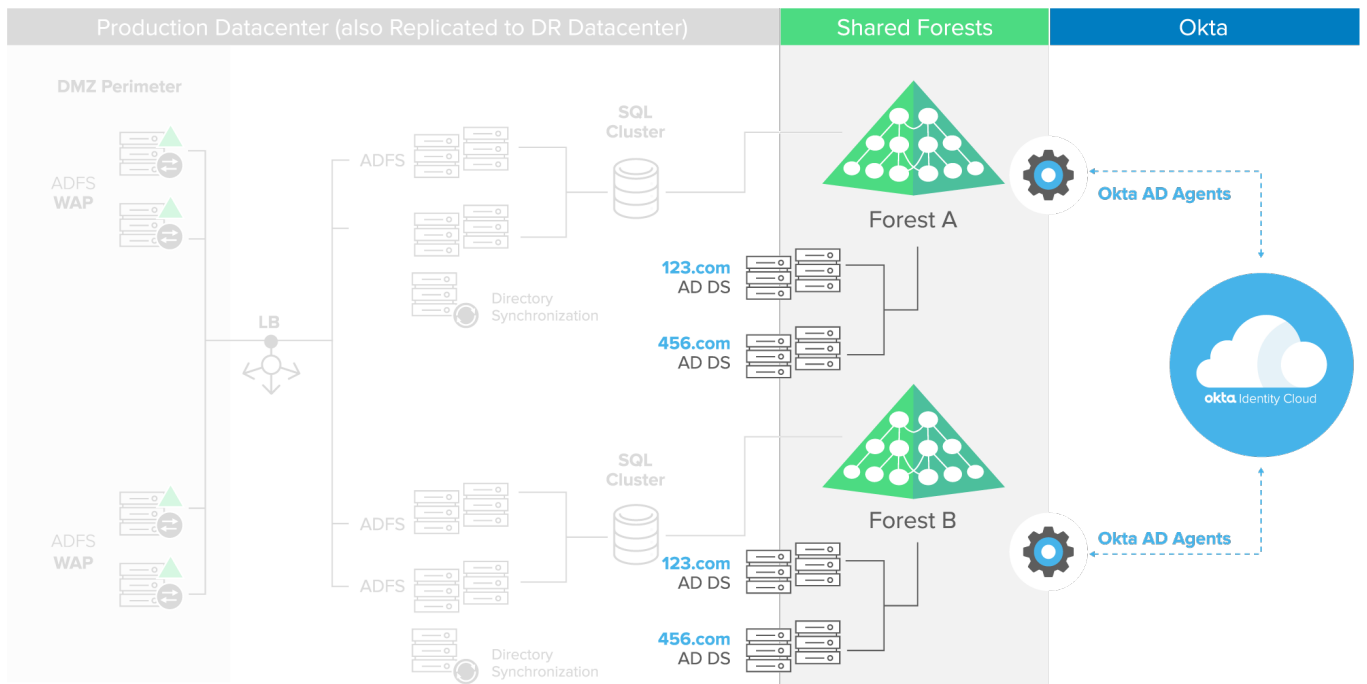 Production Datacenter (also Replicated to DR Datacenter)
Shared Forests
Okta
DMZ Perimeter
ADFS
WAP
LB
ADFS
SQL
Cluster
Directory
Synchronization
123.com
AD DS
456.com
AD DS
Forest A
Okta AD Agents
okta Identity Cloud
ADFS
WAP
ADFS
ADFS
SQL
Cluster
Directory
Synchronization
123.com
AD DS
456.com
AD DS
Forest B
Okta AD Agents